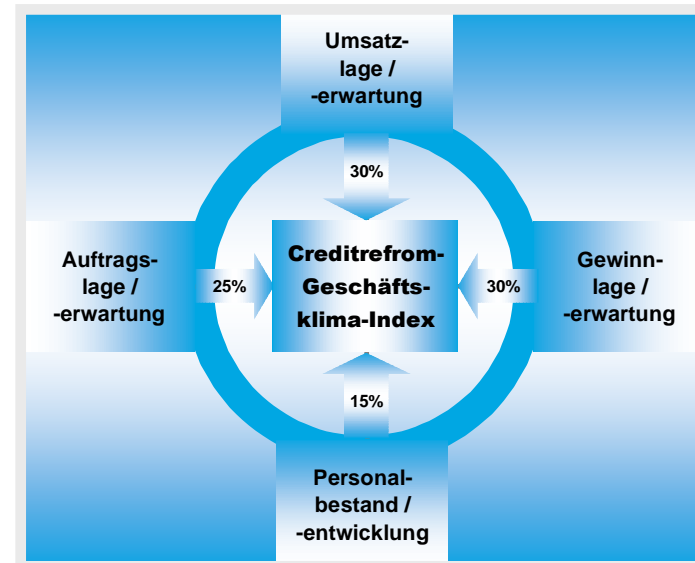 Umsatz-
lage /
-erwartung
30%
Auftrags-
lage /
-erwartung
25%
Creditrefrom-
Geschäfts-
klima-Index
30%
Gewinn-
lage /
-erwartung
15%
Personal-
bestand /
-entwicklung